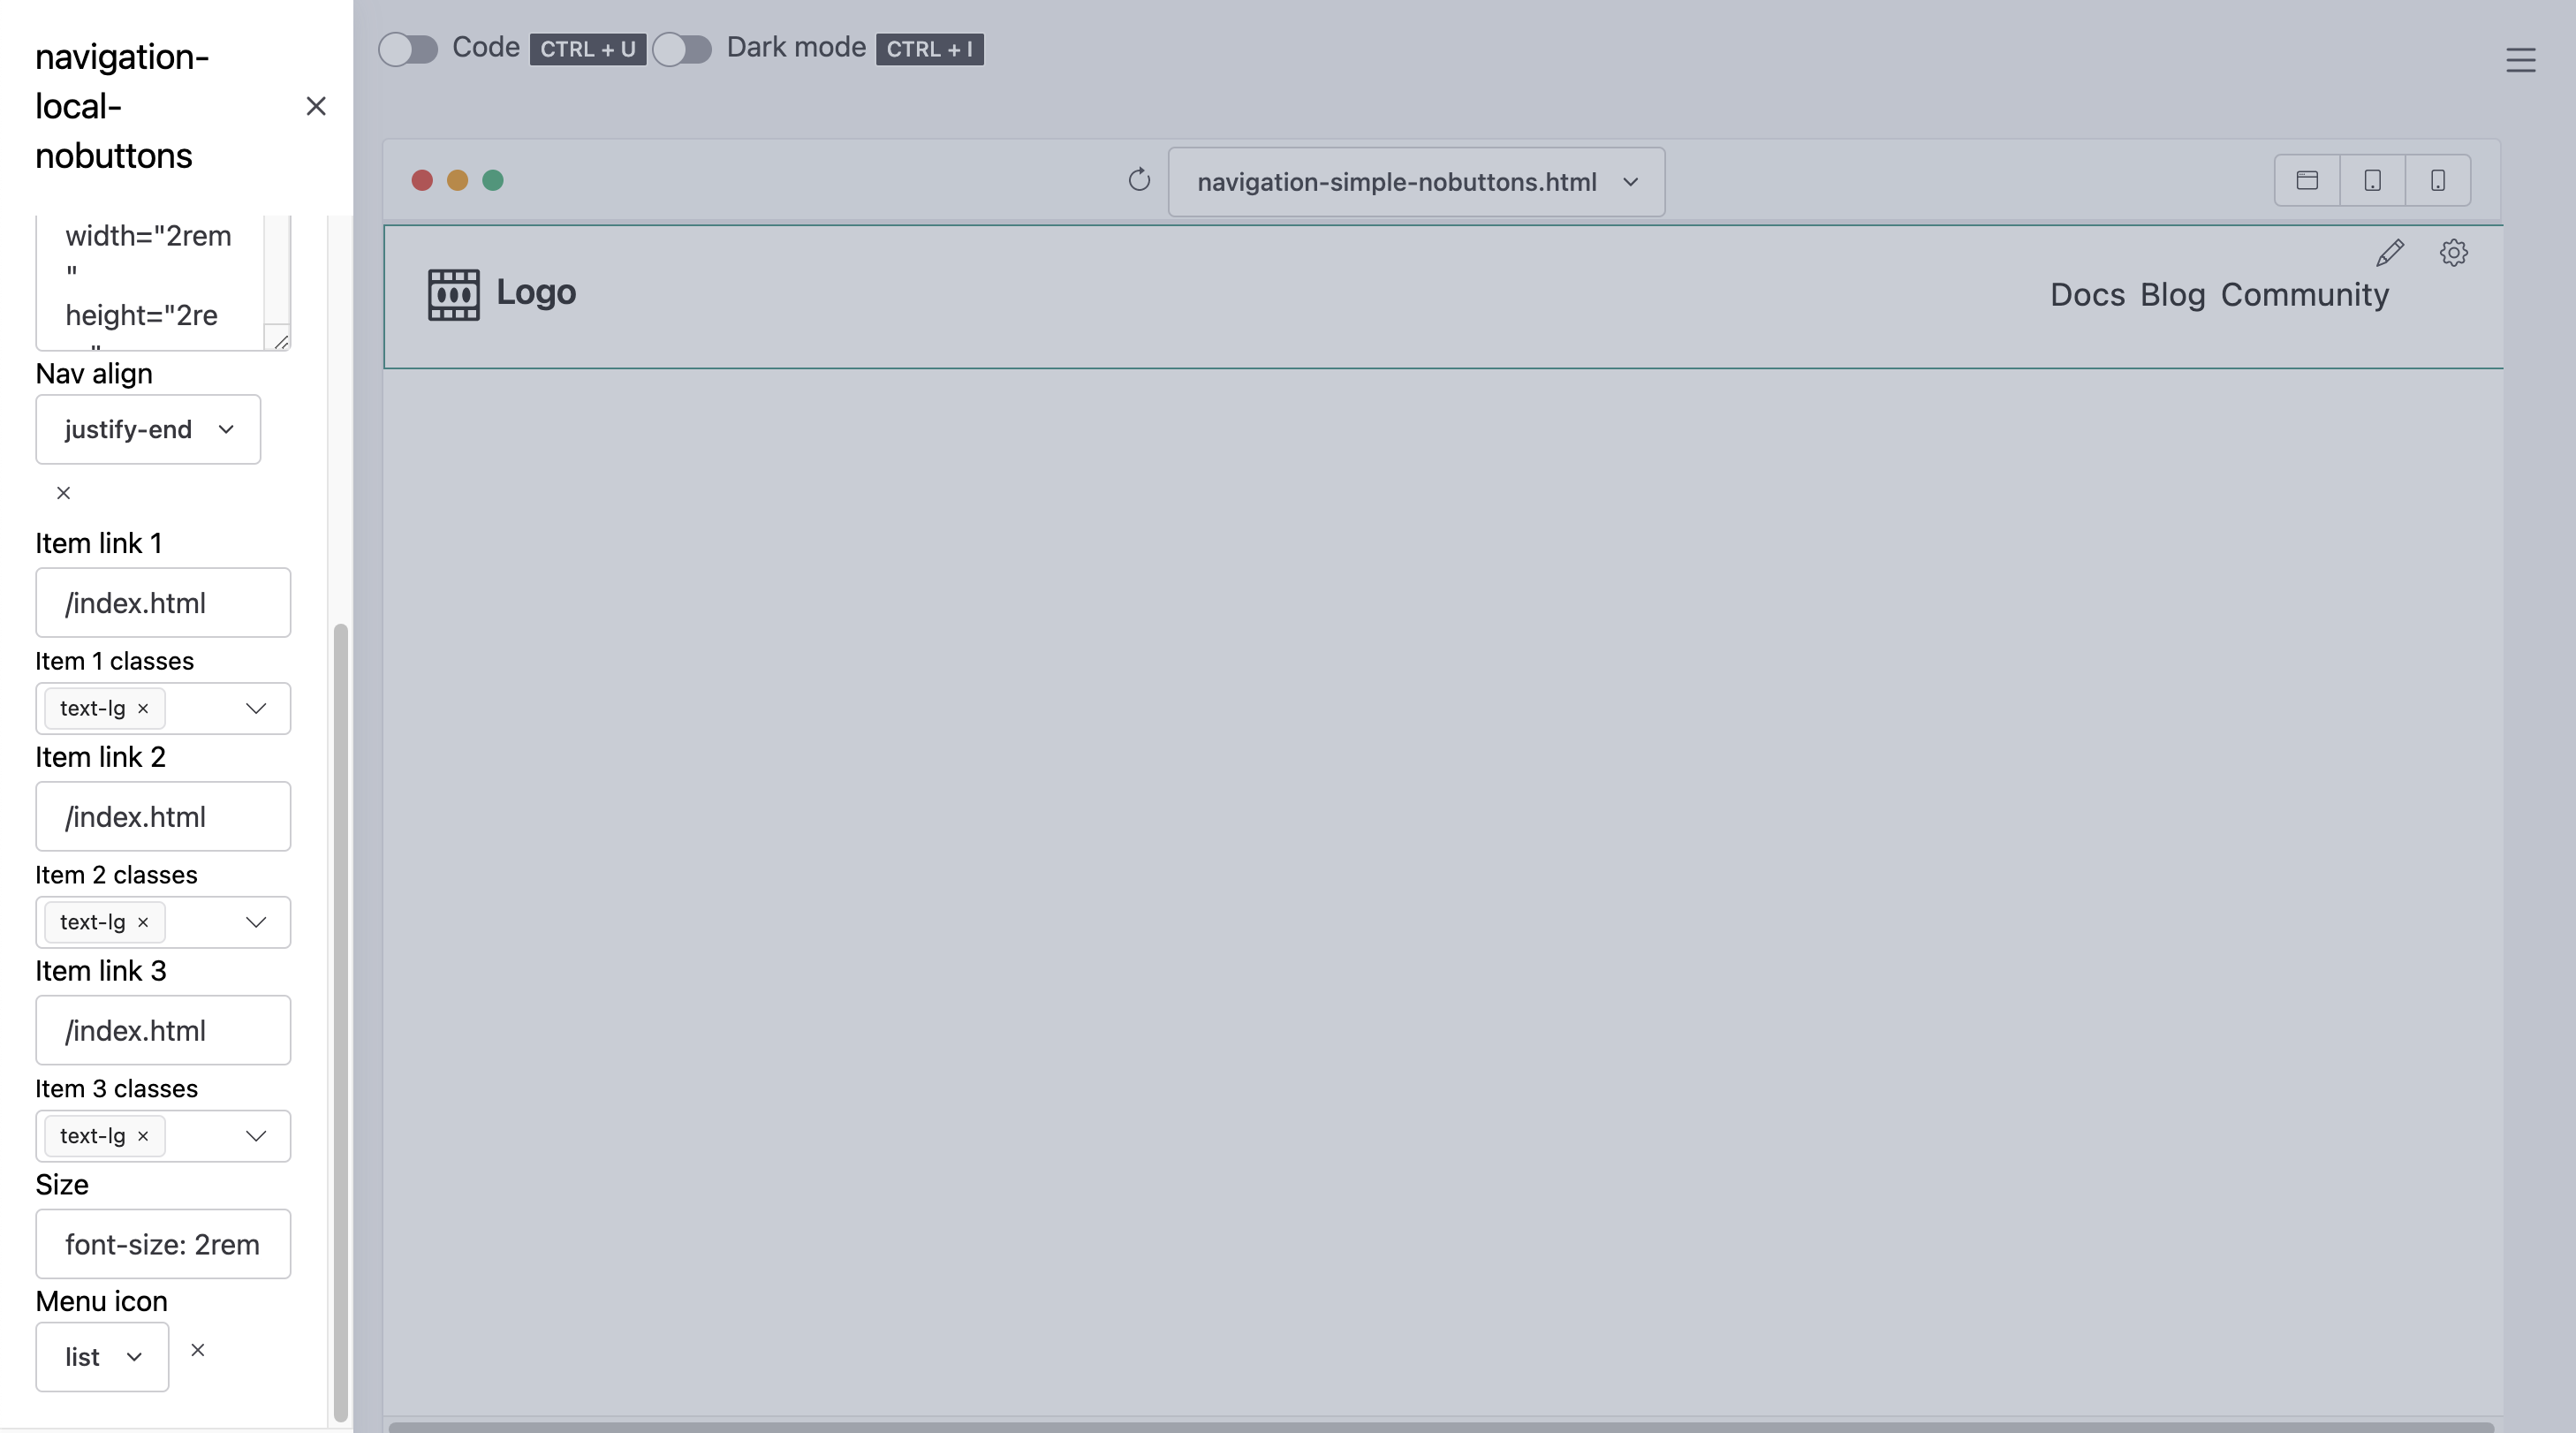 navigation-
local-
nobuttons
width="2rem
"
height="2re
"
Nav align
justify-end
Item link 1
/index.html
Item 1 classes
text-lg ×
Item link 2
/index.html
Item 2 classes
text-lg ×
Item link 3
/index.html
Item 3 classes
text-lg ×
Size
font-size: 2rem
Menu icon
list
Code CTRL + U Dark mode CTRL + I
navigation-simple-nobuttons.html
Logo
Docs Blog Community